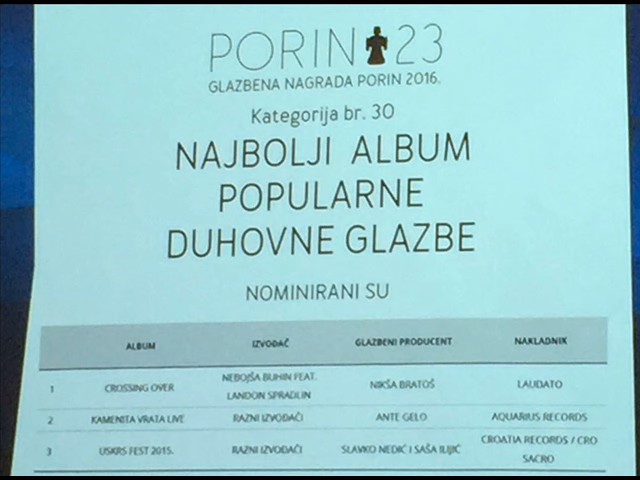 PORIN 23
GLAZBENA NAGRADA PORIN 2016.
Kategorija br. 30
NAJBOLJI ALBUM
POPULARNE
DUHOVNE GLAZBE
NOMINIRANI SU
ALBUM IZVOĐAČ GLAZBENI PRODUCENT NAKLADNIK
1 CROSSING OVER NEBOJŠA BUHIN FEAT. LANDON SPRADLIN NIKŠA BRATOŠ LAUDATO
2 KAMENITA VRATA LIVE RAZNI IZVOĐAČI ANTE GELO AQUARIUS RECORDS
3 USKRS FEST 2015. RAZNI IZVOĐAČI SLAVKO NEDIĆ I SAŠA ILIJIĆ CROATIA RECORDS / CRO SACRO